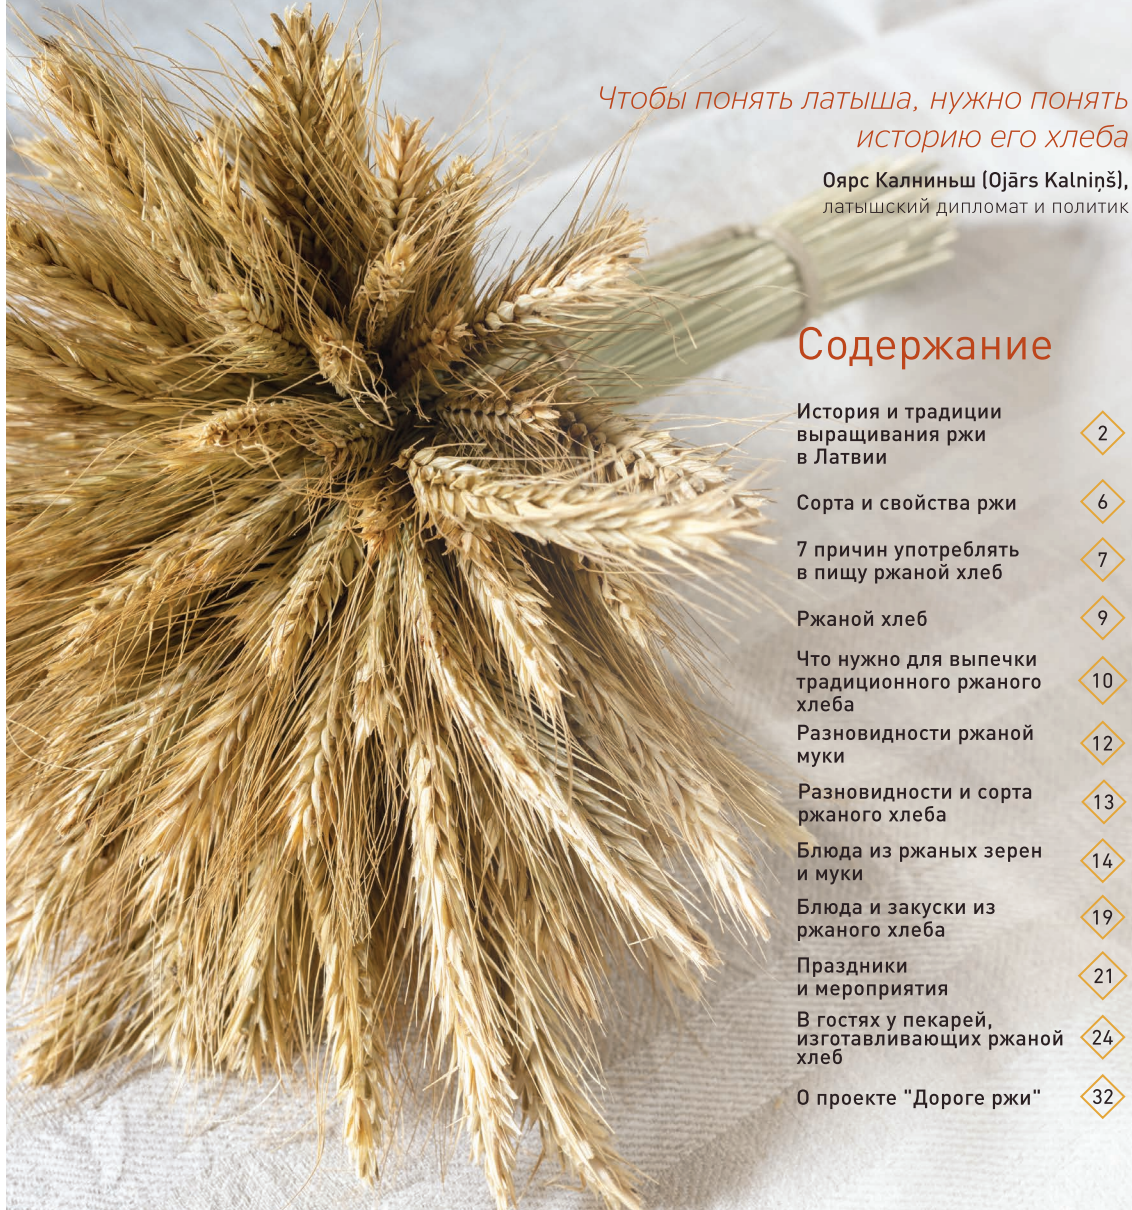 Чтобы понять латыша, нужно понять
историю его хлеба
Оярс Калниньш (Ojārs Kalniņš),
латышский дипломат и политик
Содержание
История и традиции
выращивания ржи
в Латвии
2
Сорта и свойства ржи
6
7 причин употреблять
в пищу ржаной хлеб
7
Ржаной хлеб
9
Что нужно для выпечки
традиционного ржаного
хлеба
10
Разновидности ржаной
муки
12
Разновидности и сорта
ржаного хлеба
13
Блюда из ржаных зерен
и муки
14
Блюда и закуски из
ржаного хлеба
19
Праздники
и мероприятия
21
В гостях у пекарей,
изготавливающих ржаной
хлеб
24
О проекте "Дороге ржи"
32